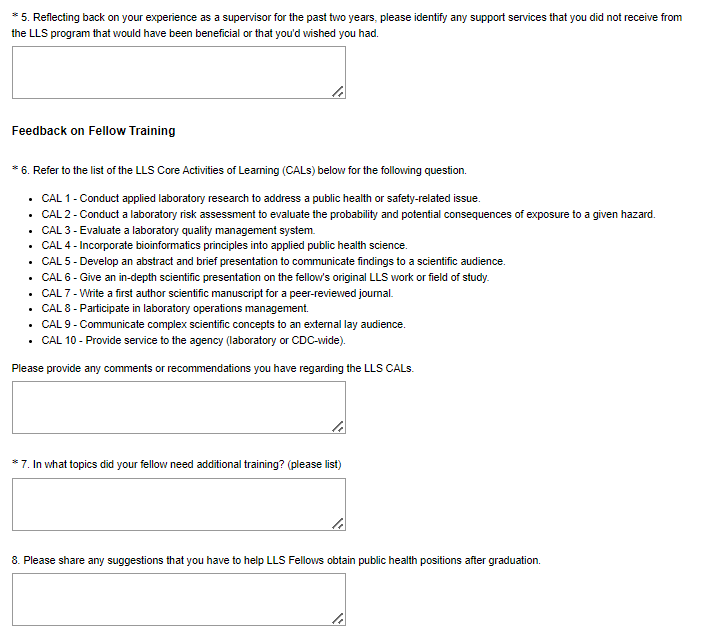 * 5. Reflecting back on your experience as a supervisor for the past two years, please identify any support services that you did not receive from
the LLS program that would have been beneficial or that you'd wished you had.
Feedback on Fellow Training
* 6. Refer to the list of the LLS Core Activities of Learning (CALs) below for the following question.
• CAL 1 - Conduct applied laboratory research to address a public health or safety-related issue.
• CAL 2 - Conduct a laboratory risk assessment to evaluate the probability and potential consequences of exposure to a given hazard.
• CAL 3 - Evaluate a laboratory quality management system.
• CAL 4 - Incorporate bioinformatics principles into applied public health science.
• CAL 5 - Develop an abstract and brief presentation to communicate findings to a scientific audience.
• CAL 6 - Give an in-depth scientific presentation on the fellow's original LLS work or field of study.
• CAL 7 - Write a first author scientific manuscript for a peer-reviewed journal.
• CAL 8 - Participate in laboratory operations management.
• CAL 9 - Communicate complex scientific concepts to an external lay audience.
• CAL 10 - Provide service to the agency (laboratory or CDC-wide).
Please provide any comments or recommendations you have regarding the LLS CALs.
* 7. In what topics did your fellow need additional training? (please list)
8. Please share any suggestions that you have to help LLS Fellows obtain public health positions after graduation.